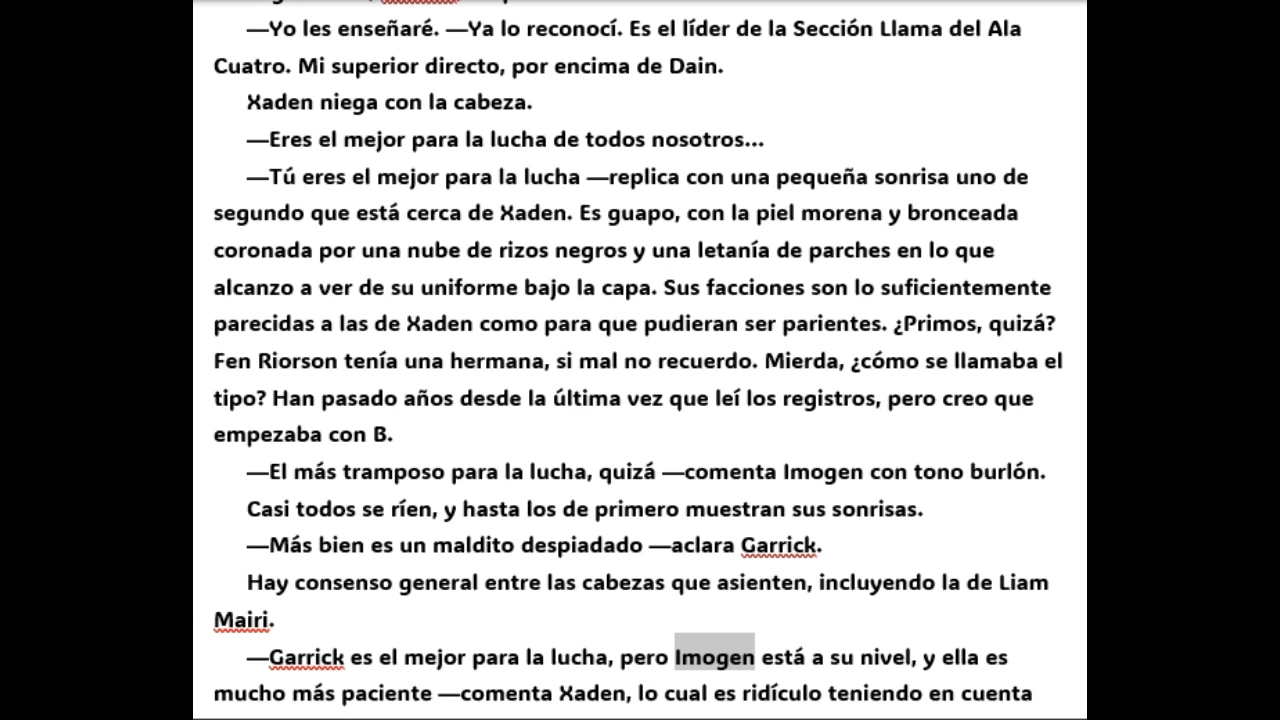 —Yo les enseñaré. —Ya lo reconocí. Es el líder de la Sección Llama del Ala
Cuatro. Mi superior directo, por encima de Dain.
Xaden niega con la cabeza.
—Eres el mejor para la lucha de todos nosotros...
—Tú eres el mejor para la lucha —replica con una pequeña sonrisa uno de
segundo que está cerca de Xaden. Es guapo, con la piel morena y bronceada
coronada por una nube de rizos negros y una letanía de parches en lo que
alcanzo a ver de su uniforme bajo la capa. Sus facciones son lo suficientemente
parecidas a las de Xaden como para que pudieran ser parientes. ¿Primos, quizá?
Fen Riorson tenía una hermana, si mal no recuerdo. Mierda, ¿cómo se llamaba el
tipo? Han pasado años desde la última vez que leí los registros, pero creo que
empezaba con B.
—El más tramposo para la lucha, quizá —comenta Imogen con tono burlón.
Casi todos se ríen, y hasta los de primero muestran sus sonrisas.
—Más bien es un maldito despiadado —aclara Garrick.
Hay consenso general entre las cabezas que asienten, incluyendo la de Liam
Mairi.
—Garrick es el mejor para la lucha, pero Imogen está a su nivel, y ella es
mucho más paciente —comenta Xaden, lo cual es ridículo teniendo en cuenta